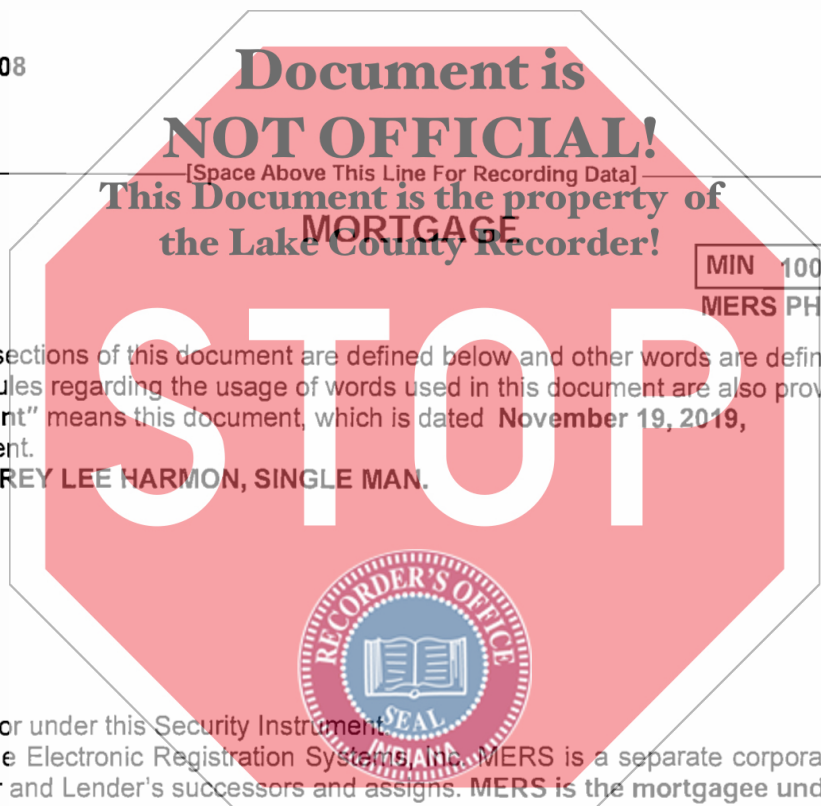 08
Document is
NOT OFFICIAL!
[Space Above This Line For Recording Data]
This Document is the property of
MORTGAGE
the Lake County Recorder!
MIN 100
MERS PH
STOP
sections of this document are defined below and other words are defin
ules regarding the usage of words used in this document are also prov
nt" means this document, which is dated November 19, 2019,
ent.
REY LEE HARMON, SINGLE MAN.
RECORDER'S OFFICE
SEAL
INDIANA
or under this Security Instrument.
e Electronic Registration Systems, Inc. MERS is a separate corpora
r and Lender's successors and assigns. MERS is the mortgagee und